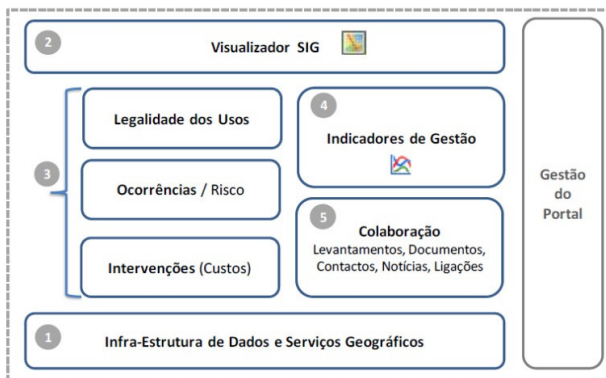 2
Visualizador SIG
3
Legalidade dos Usos
Ocorrências / Risco
Intervenções (Custos)
4
Indicadores de Gestão
5
Colaboração
Levantamentos, Documentos,
Contactos, Notícias, Ligações
1
Infra-Estrutura de Dados e Serviços Geográficos
Gestão
do
Portal